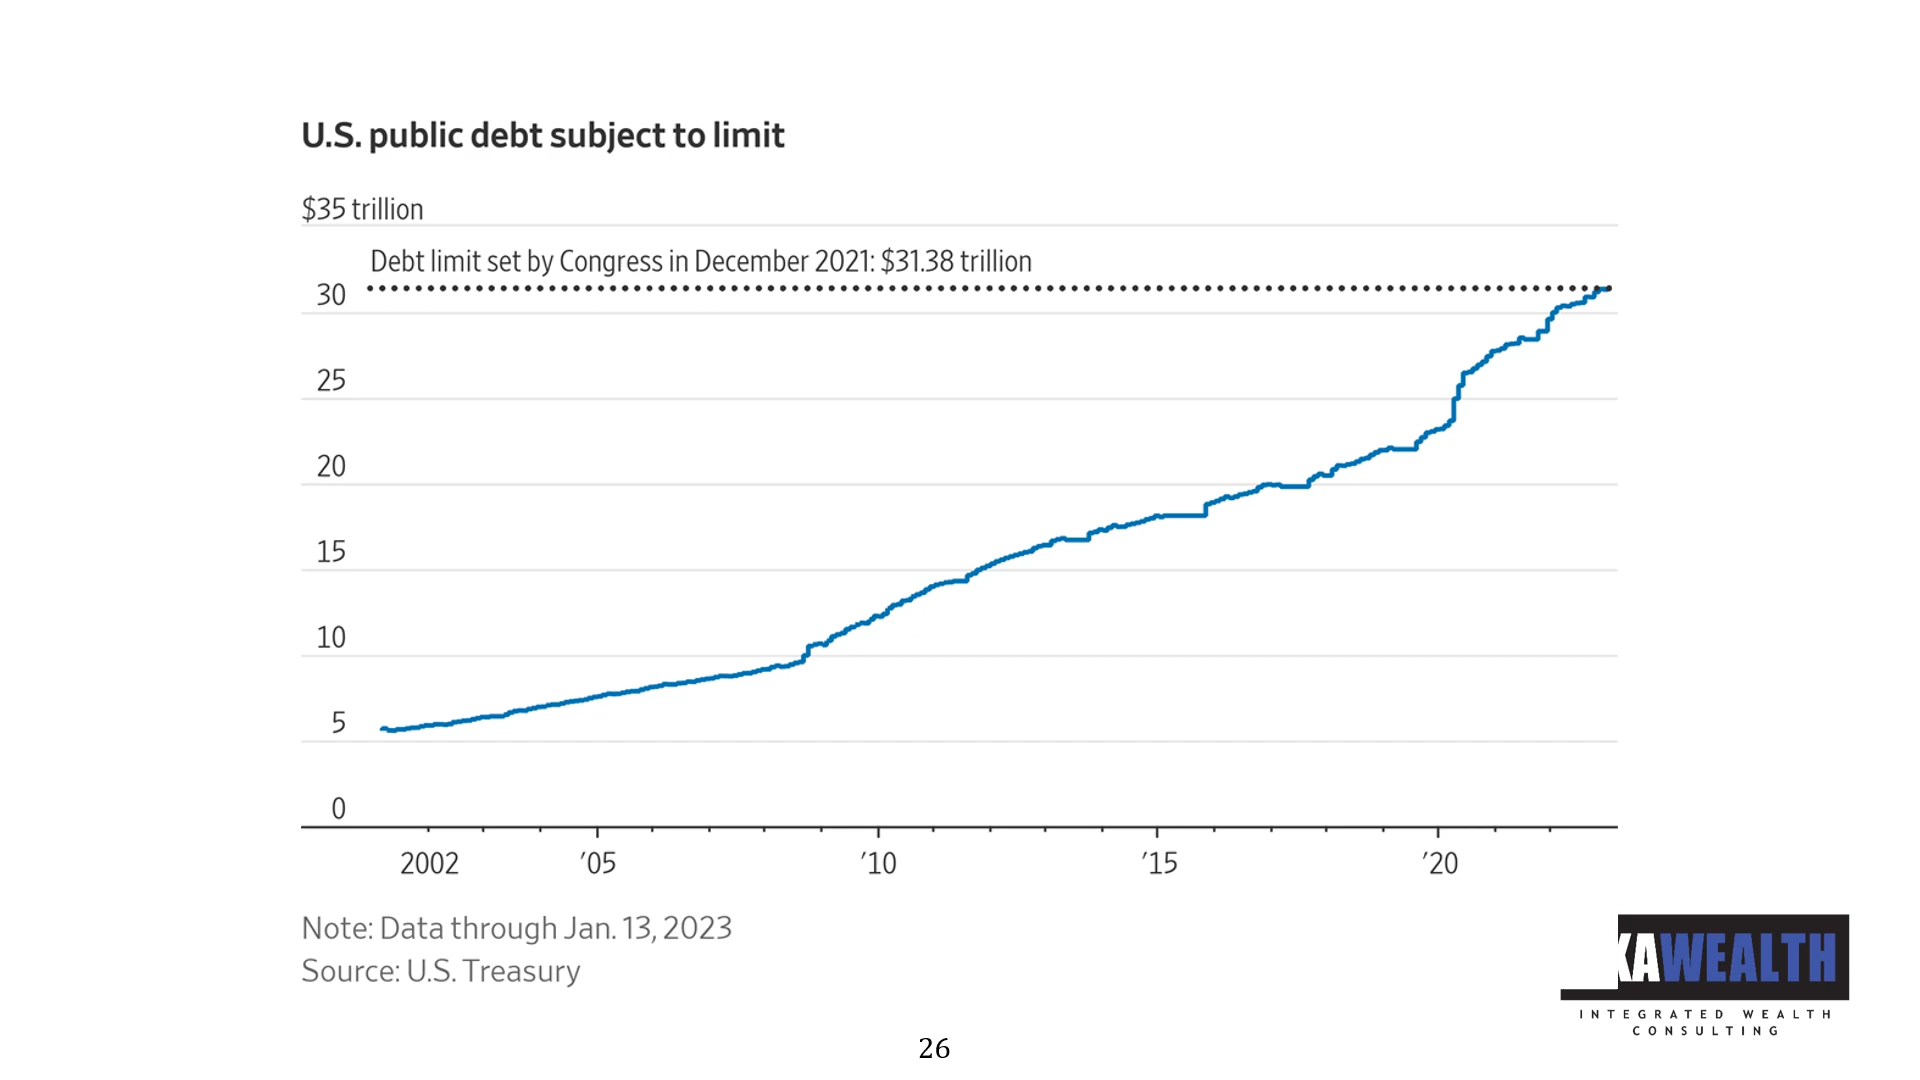 U.S. public debt subject to limit
$35 trillion
Debt limit set by Congress in December 2021: $31.38 trillion
30
25
20
15
10
5
0
2002 ’05 ’10 ’15 ’20
Note: Data through Jan. 13, 2023
Source: U.S. Treasury
KAWEALTH
INTEGRATED WEALTH
CONSULTING
26